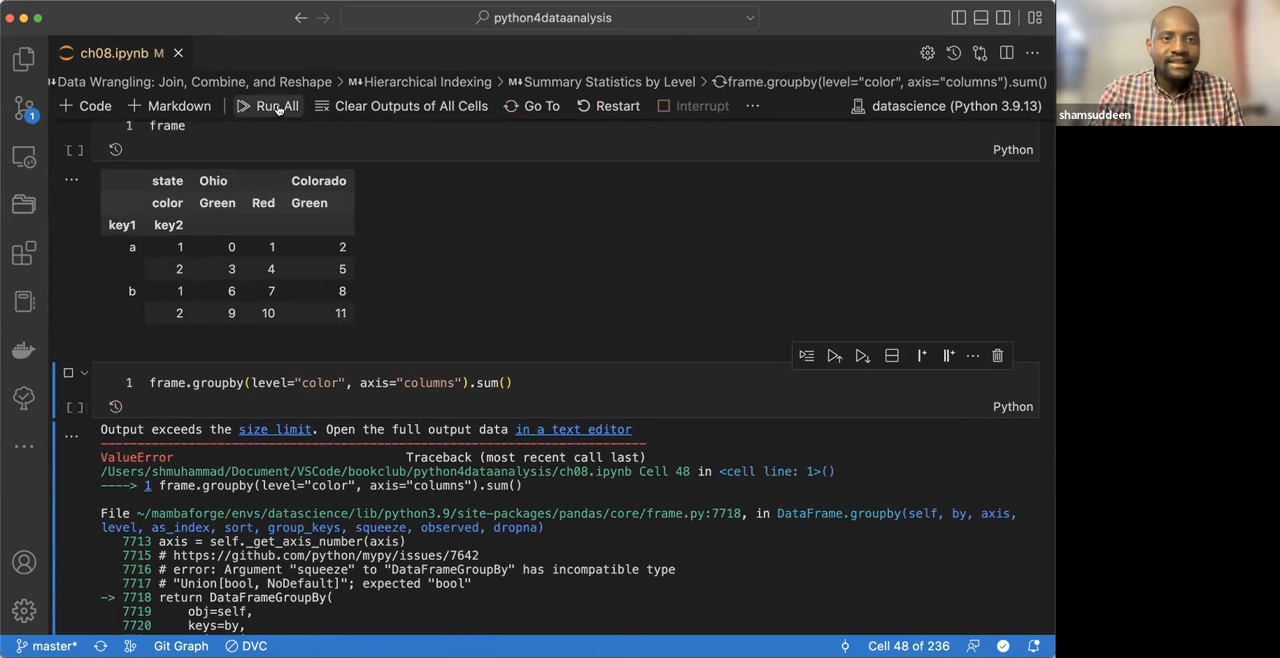 python4dataanalysis
ch08.ipynb M
Data Wrangling: Join, Combine, and Reshape > M↓Hierarchical Indexing > M↓Summary Statistics by Level > frame.groupby(level="color", axis="columns").sum()
+ Code + Markdown Run All Clear Outputs of All Cells Go To Restart Interrupt ... datascience (Python 3.9.13)
shamsuddeen
1 frame
[ ] Python
...
state Ohio Colorado
color Green Red Green
key1 key2
a 1 0 1 2
2 3 4 5
b 1 6 7 8
2 9 10 11
1 frame.groupby(level="color", axis="columns").sum()
[ ] Python
... Output exceeds the size limit. Open the full output data in a text editor
---------------------------------------------------------------------------
ValueError Traceback (most recent call last)
/Users/shmuhammad/Document/VSCode/bookclub/python4dataanalysis/ch08.ipynb Cell 48 in <cell line: 1>()
----> 1 frame.groupby(level="color", axis="columns").sum()
File ~/mambaforge/envs/datascience/lib/python3.9/site-packages/pandas/core/frame.py:7718, in DataFrame.groupby(self, by, axis,
level, as_index, sort, group_keys, squeeze, observed, dropna)
7713 axis = self._get_axis_number(axis)
7715 # https://github.com/python/mypy/issues/7642
7716 # error: Argument "squeeze" to "DataFrameGroupBy" has incompatible type
7717 # "Union[bool, NoDefault]"; expected "bool"
-> 7718 return DataFrameGroupBy(
7719 obj=self,
7720 keys=by,
master* Git Graph DVC Cell 48 of 236
1